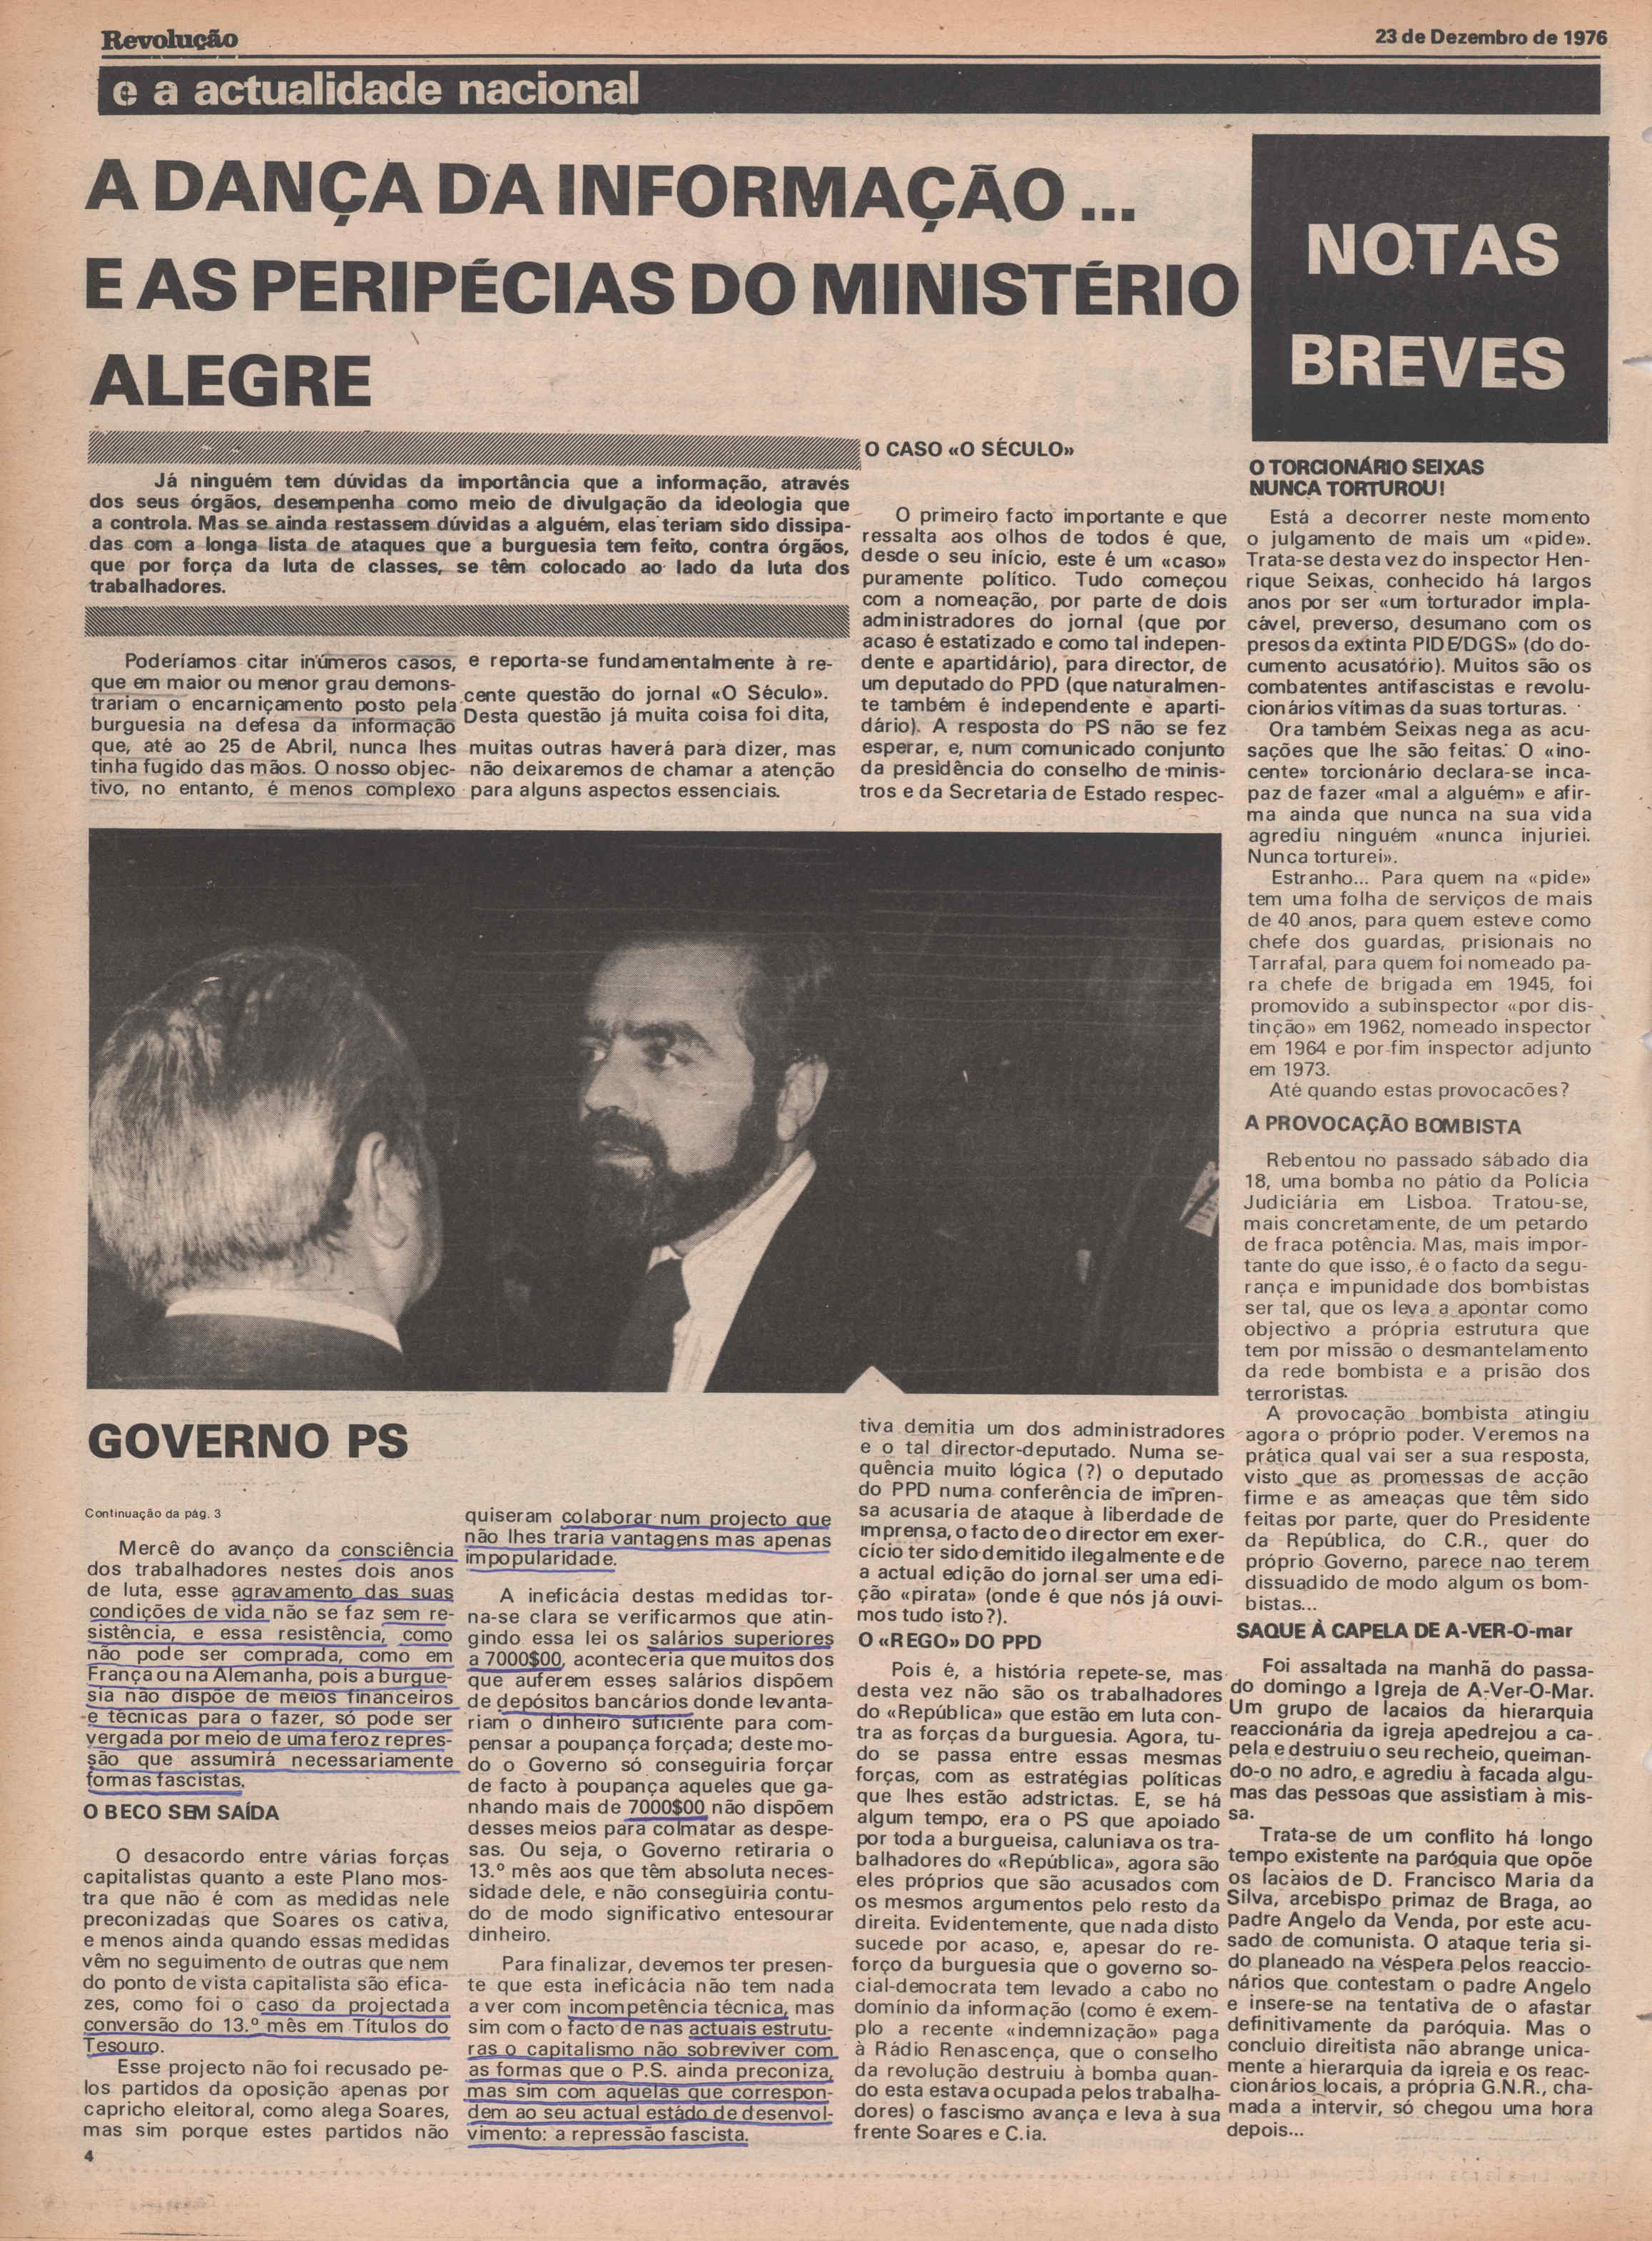 Revolução
23 de Dezembro de 1976
e a actualidade nacional
A DANÇA DA INFORMAÇÃO ...
E AS PERIPÉCIAS DO MINISTÉRIO
ALEGRE
Já ninguém tem dúvidas da importância que a informação, através
dos seus órgãos, desempenha como meio de divulgação da ideologia que
a controla. Mas se ainda restassem dúvidas a alguém, elas teriam sido dissipa-
das com a longa lista de ataques que a burguesia tem feito, contra órgãos,
que por força da luta de classes, se têm colocado ao lado da luta dos
trabalhadores.
Poderíamos citar inúmeros casos,
que em maior ou menor grau demons-
trariam o encarniçamento posto pela
burguesia na defesa da informação
que, até ao 25 de Abril, nunca lhes
tinha fugido das mãos. O nosso objec-
tivo, no entanto, é menos complexo
e reporta-se fundamentalmente à re-
cente questão do jornal «O Século».
Desta questão já muita coisa foi dita,
muitas outras haverá para dizer, mas
não deixaremos de chamar a atenção
para alguns aspectos essenciais.
O CASO «O SÉCULO»
O primeiro facto importante e que
ressalta aos olhos de todos é que,
desde o seu início, este é um «caso»
puramente político. Tudo começou
com a nomeação, por parte de dois
administradores do jornal (que por
acaso é estatizado e como tal indepen-
dente e apartidário), para director, de
um deputado do PPD (que naturalmen-
te também é independente e aparti-
dário). A resposta do PS não se fez
esperar, e, num comunicado conjunto
da presidência do conselho de minis-
tros e da Secretaria de Estado respec-
tiva demitia um dos administradores
e o tal director-deputado. Numa se-
quência muito lógica (?) o deputado
do PPD numa conferência de impren-
sa acusaria de ataque à liberdade de
imprensa, o facto de o director em exer-
cício ter sido demitido ilegalmente e de
a actual edição do jornal ser uma edi-
ção «pirata» (onde é que nós já ouvi-
mos tudo isto?).
O «REGO» DO PPD
Pois é, a história repete-se, mas
desta vez não são os trabalhadores
do «República» que estão em luta con-
tra as forças da burguesia. Agora, tu-
do se passa entre essas mesmas
forças, com as estratégias políticas
que lhes estão adstrictas. E, se há
algum tempo, era o PS que apoiado
por toda a burgueisa, caluniava os tra-
balhadores do «República», agora são
eles próprios que são acusados com
os mesmos argumentos pelo resto da
direita. Evidentemente, que nada disto
sucede por acaso, e, apesar do re-
forço da burguesia que o governo so-
cial-democrata tem levado a cabo no
domínio da informação (como é exem-
plo a recente «indemnização» paga
à Rádio Renascença, que o conselho
da revolução destruiu à bomba quan-
do esta estava ocupada pelos trabalha-
dores) o fascismo avança e leva à sua
frente Soares e C.ia.
GOVERNO PS
Continuação da pág. 3
Mercê do avanço da consciência
dos trabalhadores nestes dois anos
de luta, esse agravamento das suas
condições de vida não se faz sem re-
sistência, e essa resistência, como
não pode ser comprada, como em
França ou na Alemanha, pois a burgue-
sia não dispõe de meios financeiros
e técnicas para o fazer, só pode ser
vergada por meio de uma feroz repres-
são que assumirá necessariamente
formas fascistas.
O BECO SEM SAÍDA
O desacordo entre várias forças
capitalistas quanto a este Plano mos-
tra que não é com as medidas nele
preconizadas que Soares os cativa,
e menos ainda quando essas medidas
vêm no seguimento de outras que nem
do ponto de vista capitalista são efica-
zes, como foi o caso da projectada
conversão do 13.º mês em Títulos do
Tesouro.
Esse projecto não foi recusado pe-
los partidos da oposição apenas por
capricho eleitoral, como alega Soares,
mas sim porque estes partidos não
quiseram colaborar num projecto que
não lhes traria vantagens mas apenas
impopularidade.
A ineficácia destas medidas tor-
na-se clara se verificarmos que atin-
gindo essa lei os salários superiores
a 7000$00, aconteceria que muitos dos
que auferem esses salários dispõem
de depósitos bancários donde levanta-
riam o dinheiro suficiente para com-
pensar a poupança forçada; deste mo-
do o Governo só conseguiria forçar
de facto à poupança aqueles que ga-
nhando mais de 7000$00 não dispõem
desses meios para colmatar as despe-
sas. Ou seja, o Governo retiraria o
13.º mês aos que têm absoluta neces-
sidade dele, e não conseguiria contu-
do de modo significativo entesourar
dinheiro.
Para finalizar, devemos ter presen-
te que esta ineficácia não tem nada
a ver com incompetência técnica, mas
sim com o facto de nas actuais estrutu-
ras o capitalismo não sobreviver com
as formas que o P.S. ainda preconiza,
mas sim com aquelas que correspon-
dem ao seu actual estádo de desenvol-
vimento: a repressão fascista.
NOTAS
BREVES
O TORCIONÁRIO SEIXAS
NUNCA TORTUROU!
Está a decorrer neste momento
o julgamento de mais um «pide».
Trata-se desta vez do inspector Hen-
rique Seixas, conhecido há largos
anos por ser «um torturador impla-
cável, preverso, desumano com os
presos da extinta PIDE/DGS» (do do-
cumento acusatório). Muitos são os
combatentes antifascistas e revolu-
cionários vítimas da suas torturas.
Ora também Seixas nega as acu-
sações que lhe são feitas. O «ino-
cente» torcionário declara-se inca-
paz de fazer «mal a alguém» e afir-
ma ainda que nunca na sua vida
agrediu ninguém «nunca injuriei.
Nunca torturei».
Estranho... Para quem na «pide»
tem uma folha de serviços de mais
de 40 anos, para quem esteve como
chefe dos guardas, prisionais no
Tarrafal, para quem foi nomeado pa-
ra chefe de brigada em 1945, foi
promovido a subinspector «por dis-
tinção» em 1962, nomeado inspector
em 1964 e por fim inspector adjunto
em 1973.
Até quando estas provocacões?
A PROVOCAÇÃO BOMBISTA
Rebentou no passado sábado dia
18, uma bomba no pátio da Polícia
Judiciária em Lisboa. Tratou-se,
mais concretamente, de um petardo
de fraca potência. Mas, mais impor-
tante do que isso, é o facto da segu-
rança e impunidade dos bombistas
ser tal, que os leva a apontar como
objectivo a própria estrutura que
tem por missão o desmantelamento
da rede bombista e a prisão dos
terroristas.
A provocação bombista atingiu
agora o próprio poder. Veremos na
prática qual vai ser a sua resposta,
visto que as promessas de acção
firme e as ameaças que têm sido
feitas por parte, quer do Presidente
da República, do C.R., quer do
próprio Governo, parece nao terem
dissuadido de modo algum os bom-
bistas...
SAQUE À CAPELA DE A-VER-O-mar
Foi assaltada na manhã do passa-
do domingo a Igreja de A-Ver-O-Mar.
Um grupo de lacaios da hierarquia
reaccionária da igreja apedrejou a ca-
pela e destruiu o seu recheio, queiman-
do-o no adro, e agrediu à facada algu-
mas das pessoas que assistiam à mis-
sa.
Trata-se de um conflito há longo
tempo existente na paróquia que opõe
os lacaios de D. Francisco Maria da
Silva, arcebispo primaz de Braga, ao
padre Angelo da Venda, por este acu-
sado de comunista. O ataque teria si-
do planeado na véspera pelos reaccio-
nários que contestam o padre Angelo
e insere-se na tentativa de o afastar
definitivamente da paróquia. Mas o
concluio direitista não abrange unica-
mente a hierarquia da igreja e os reac-
cionários locais, a própria G.N.R., cha-
mada a intervir, só chegou uma hora
depois...
4